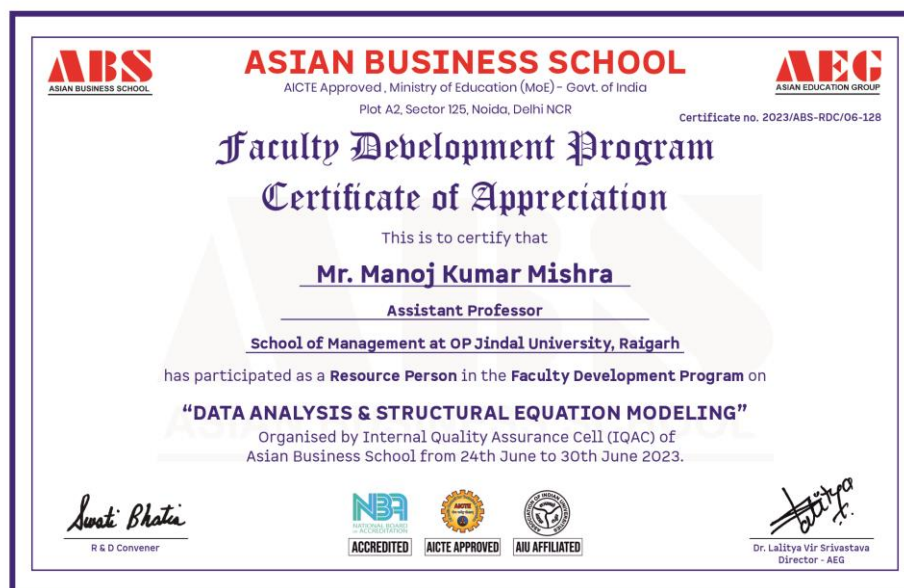 ABS
ASIAN BUSINESS SCHOOL
ASIAN BUSINESS SCHOOL
AICTE Approved , Ministry of Education (MoE) - Govt. of India
Plot A2, Sector 125, Noida, Delhi NCR
AEG
ASIAN EDUCATION GROUP
Certificate no. 2023/ABS-RDC/06-128
Faculty Development Program
Certificate of Appreciation
This is to certify that
Mr. Manoj Kumar Mishra
Assistant Professor
School of Management at OP Jindal University, Raigarh
has participated as a Resource Person in the Faculty Development Program on
“DATA ANALYSIS & STRUCTURAL EQUATION MODELING”
Organised by Internal Quality Assurance Cell (IQAC) of
Asian Business School from 24th June to 30th June 2023.
Swati Bhatia
R & D Convener
NBA
NATIONAL BOARD
of ACCREDITATION
ACCREDITED
AICTE
AICTE APPROVED
ASSOCIATION OF INDIAN UNIVERSITIES
AIU AFFILIATED
Dr. Lalitya Vir Srivastava
Director - AEG